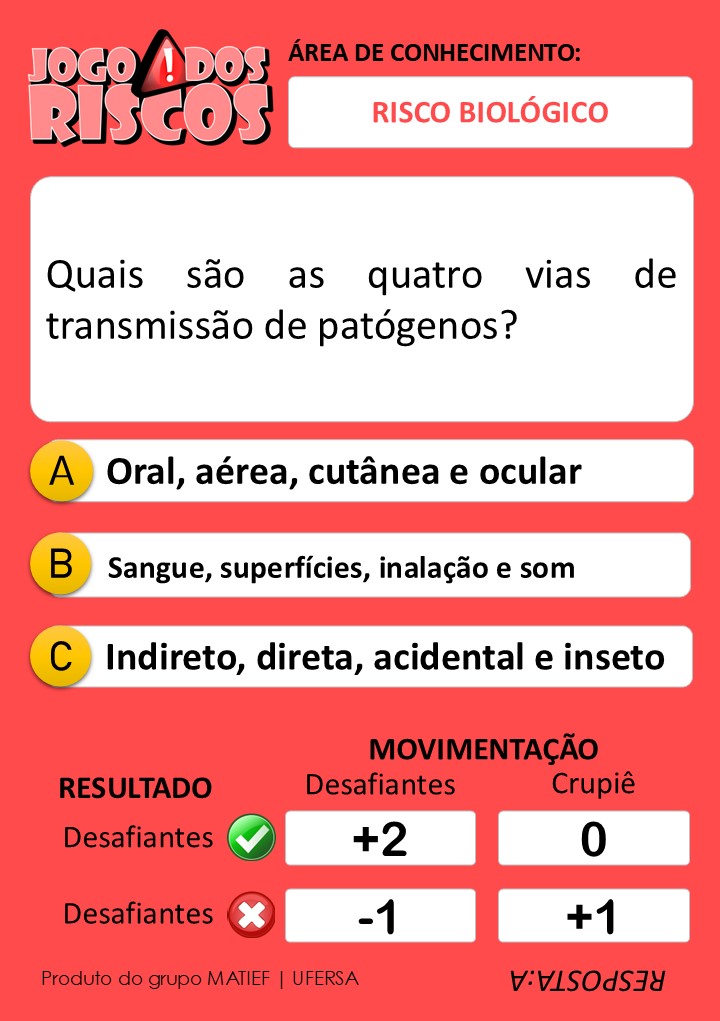 JOGO DOS
RISCOS
ÁREA DE CONHECIMENTO:
RISCO BIOLÓGICO
Quais são as quatro vias de
transmissão de patógenos?
A Oral, aérea, cutânea e ocular
B Sangue, superfícies, inalação e som
C Indireto, direta, acidental e inseto
MOVIMENTAÇÃO
RESULTADO Desafiantes Crupiê
Desafiantes +2 0
Desafiantes -1 +1
Produto do grupo MATIEF | UFERSA
RESPOSTA:A